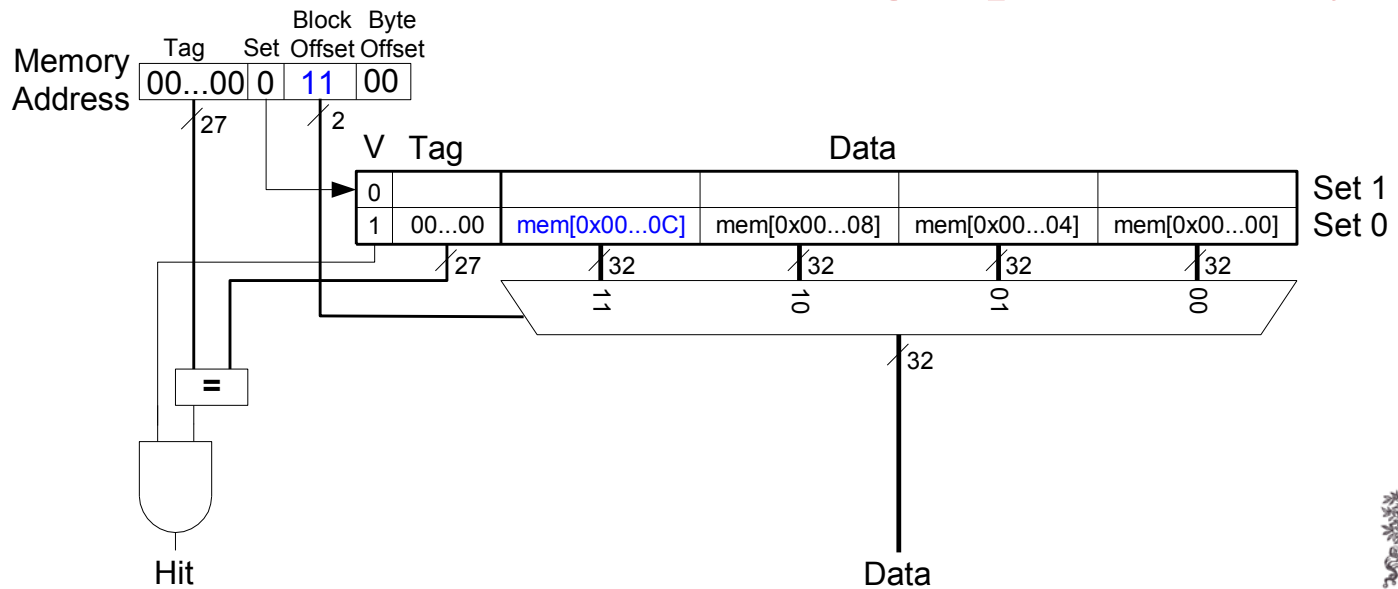 Block Byte
Tag Set Offset Offset
Memory Address
00...00 0 11 00
27 2
V Tag Data
0 Set 1
1 00...00 mem[0x00...0C] mem[0x00...08] mem[0x00...04] mem[0x00...00] Set 0
27 32 32 32 32
11 10 01 00
32
=
Hit Data